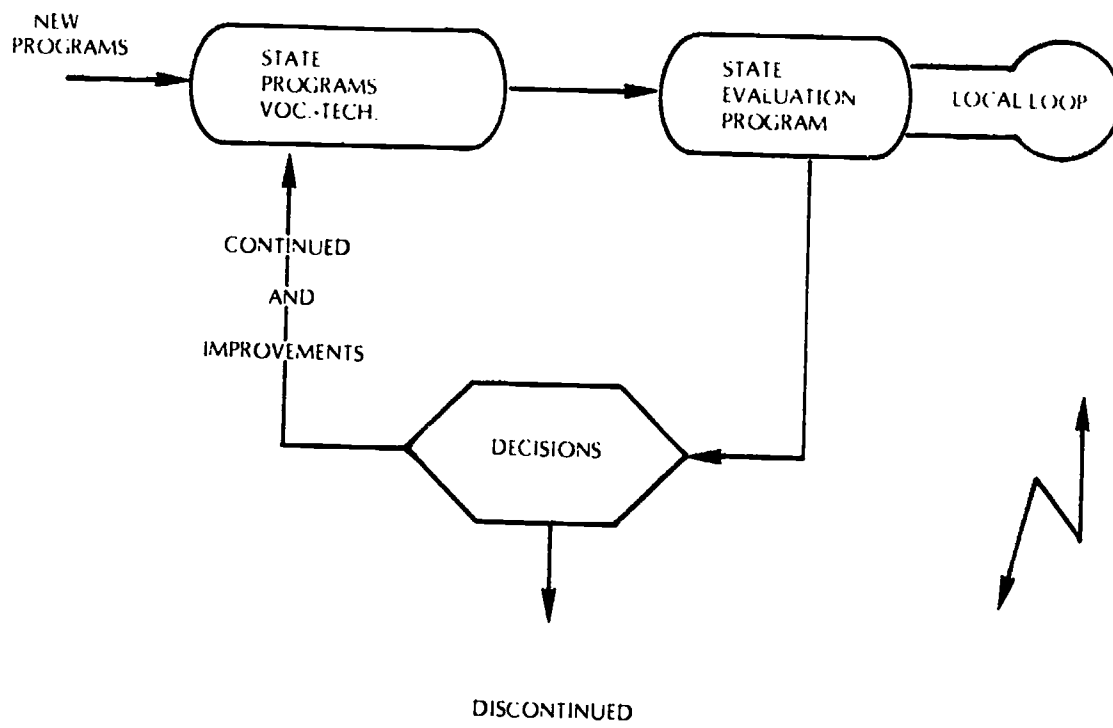 NEW
PROGRAMS
STATE
PROGRAMS
VOC.-TECH.
STATE
EVALUATION
PROGRAM
LOCAL LOOP
CONTINUED
AND
IMPROVEMENTS
DECISIONS
DISCONTINUED